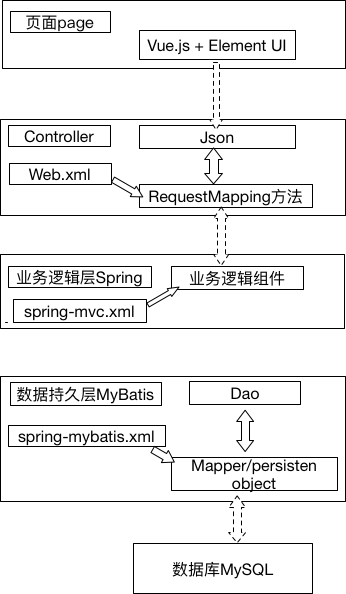 页面page
Vue.js + Element UI
Controller
Json
Web.xml
RequestMapping方法
业务逻辑层Spring
业务逻辑组件
spring-mvc.xml
数据持久层MyBatis
Dao
spring-mybatis.xml
Mapper/persisten
object
数据库MySQL